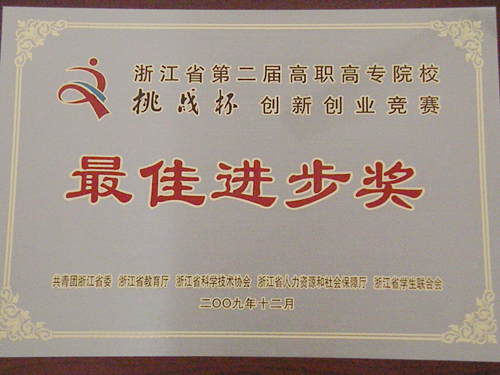 浙江省第二届高职高专院校
挑战杯 创新创业竞赛
最佳进步奖
共青团浙江省委 浙江省教育厅 浙江省科学技术协会 浙江省人力资源和社会保障厅 浙江省学生联合会
二〇〇九年十二月